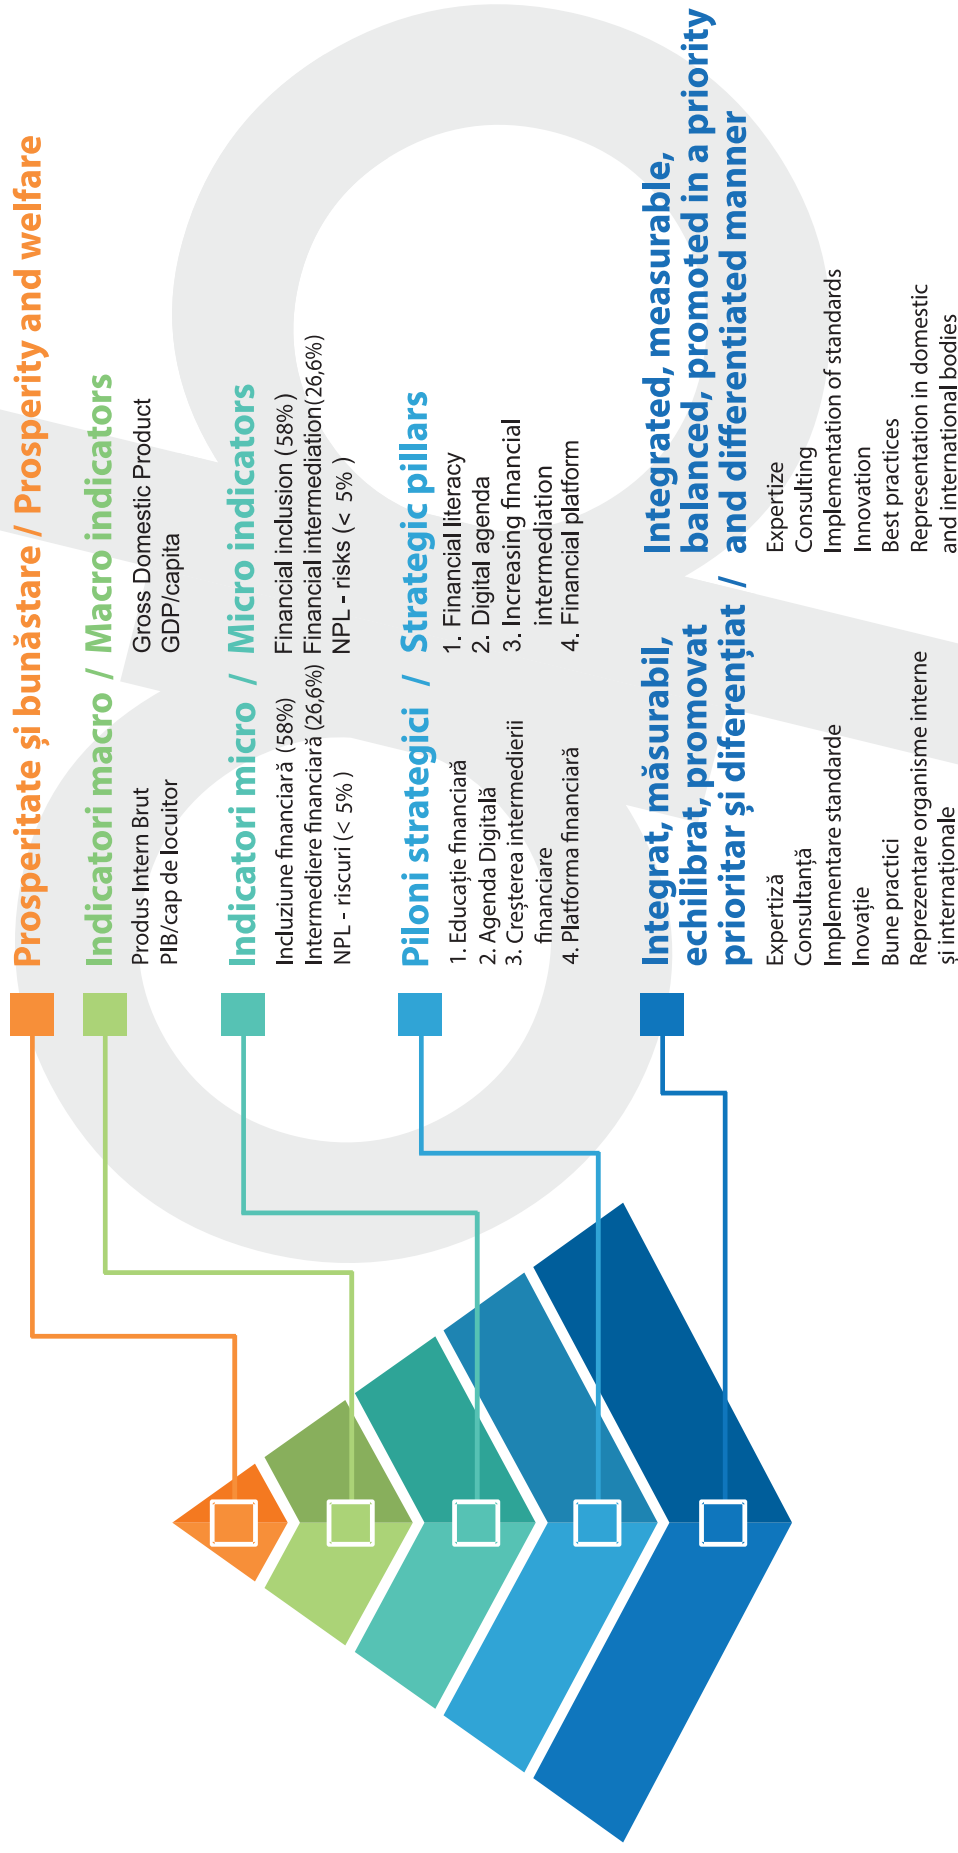 Prosperitate și bunăstare / Prosperity and welfare
Indicatori macro / Macro indicators
Produs Intern Brut
PIB/cap de locuitor
Gross Domestic Product
GDP/capita
Indicatori micro / Micro indicators
Incluziune financiară (58%)
Intermediere financiară (26,6%)
NPL - riscuri (< 5%)
Financial inclusion (58%)
Financial intermediation(26,6%)
NPL - risks (< 5%)
Piloni strategici / Strategic pillars
1. Educație financiară
2. Agenda Digitală
3. Creșterea intermedierii
financiare
4. Platforma financiară
1. Financial literacy
2. Digital agenda
3. Increasing financial
intermediation
4. Financial platform
Integrat, măsurabil,
echilibrat, promovat
prioritar și diferențiat /
Integrated, measurable,
balanced, promoted in a priority
and differentiated manner
Expertiză
Consultanță
Implementare standarde
Inovație
Bune practici
Reprezentare organisme interne
și internaționale
Expertize
Consulting
Implementation of standards
Innovation
Best practices
Representation in domestic
and international bodies